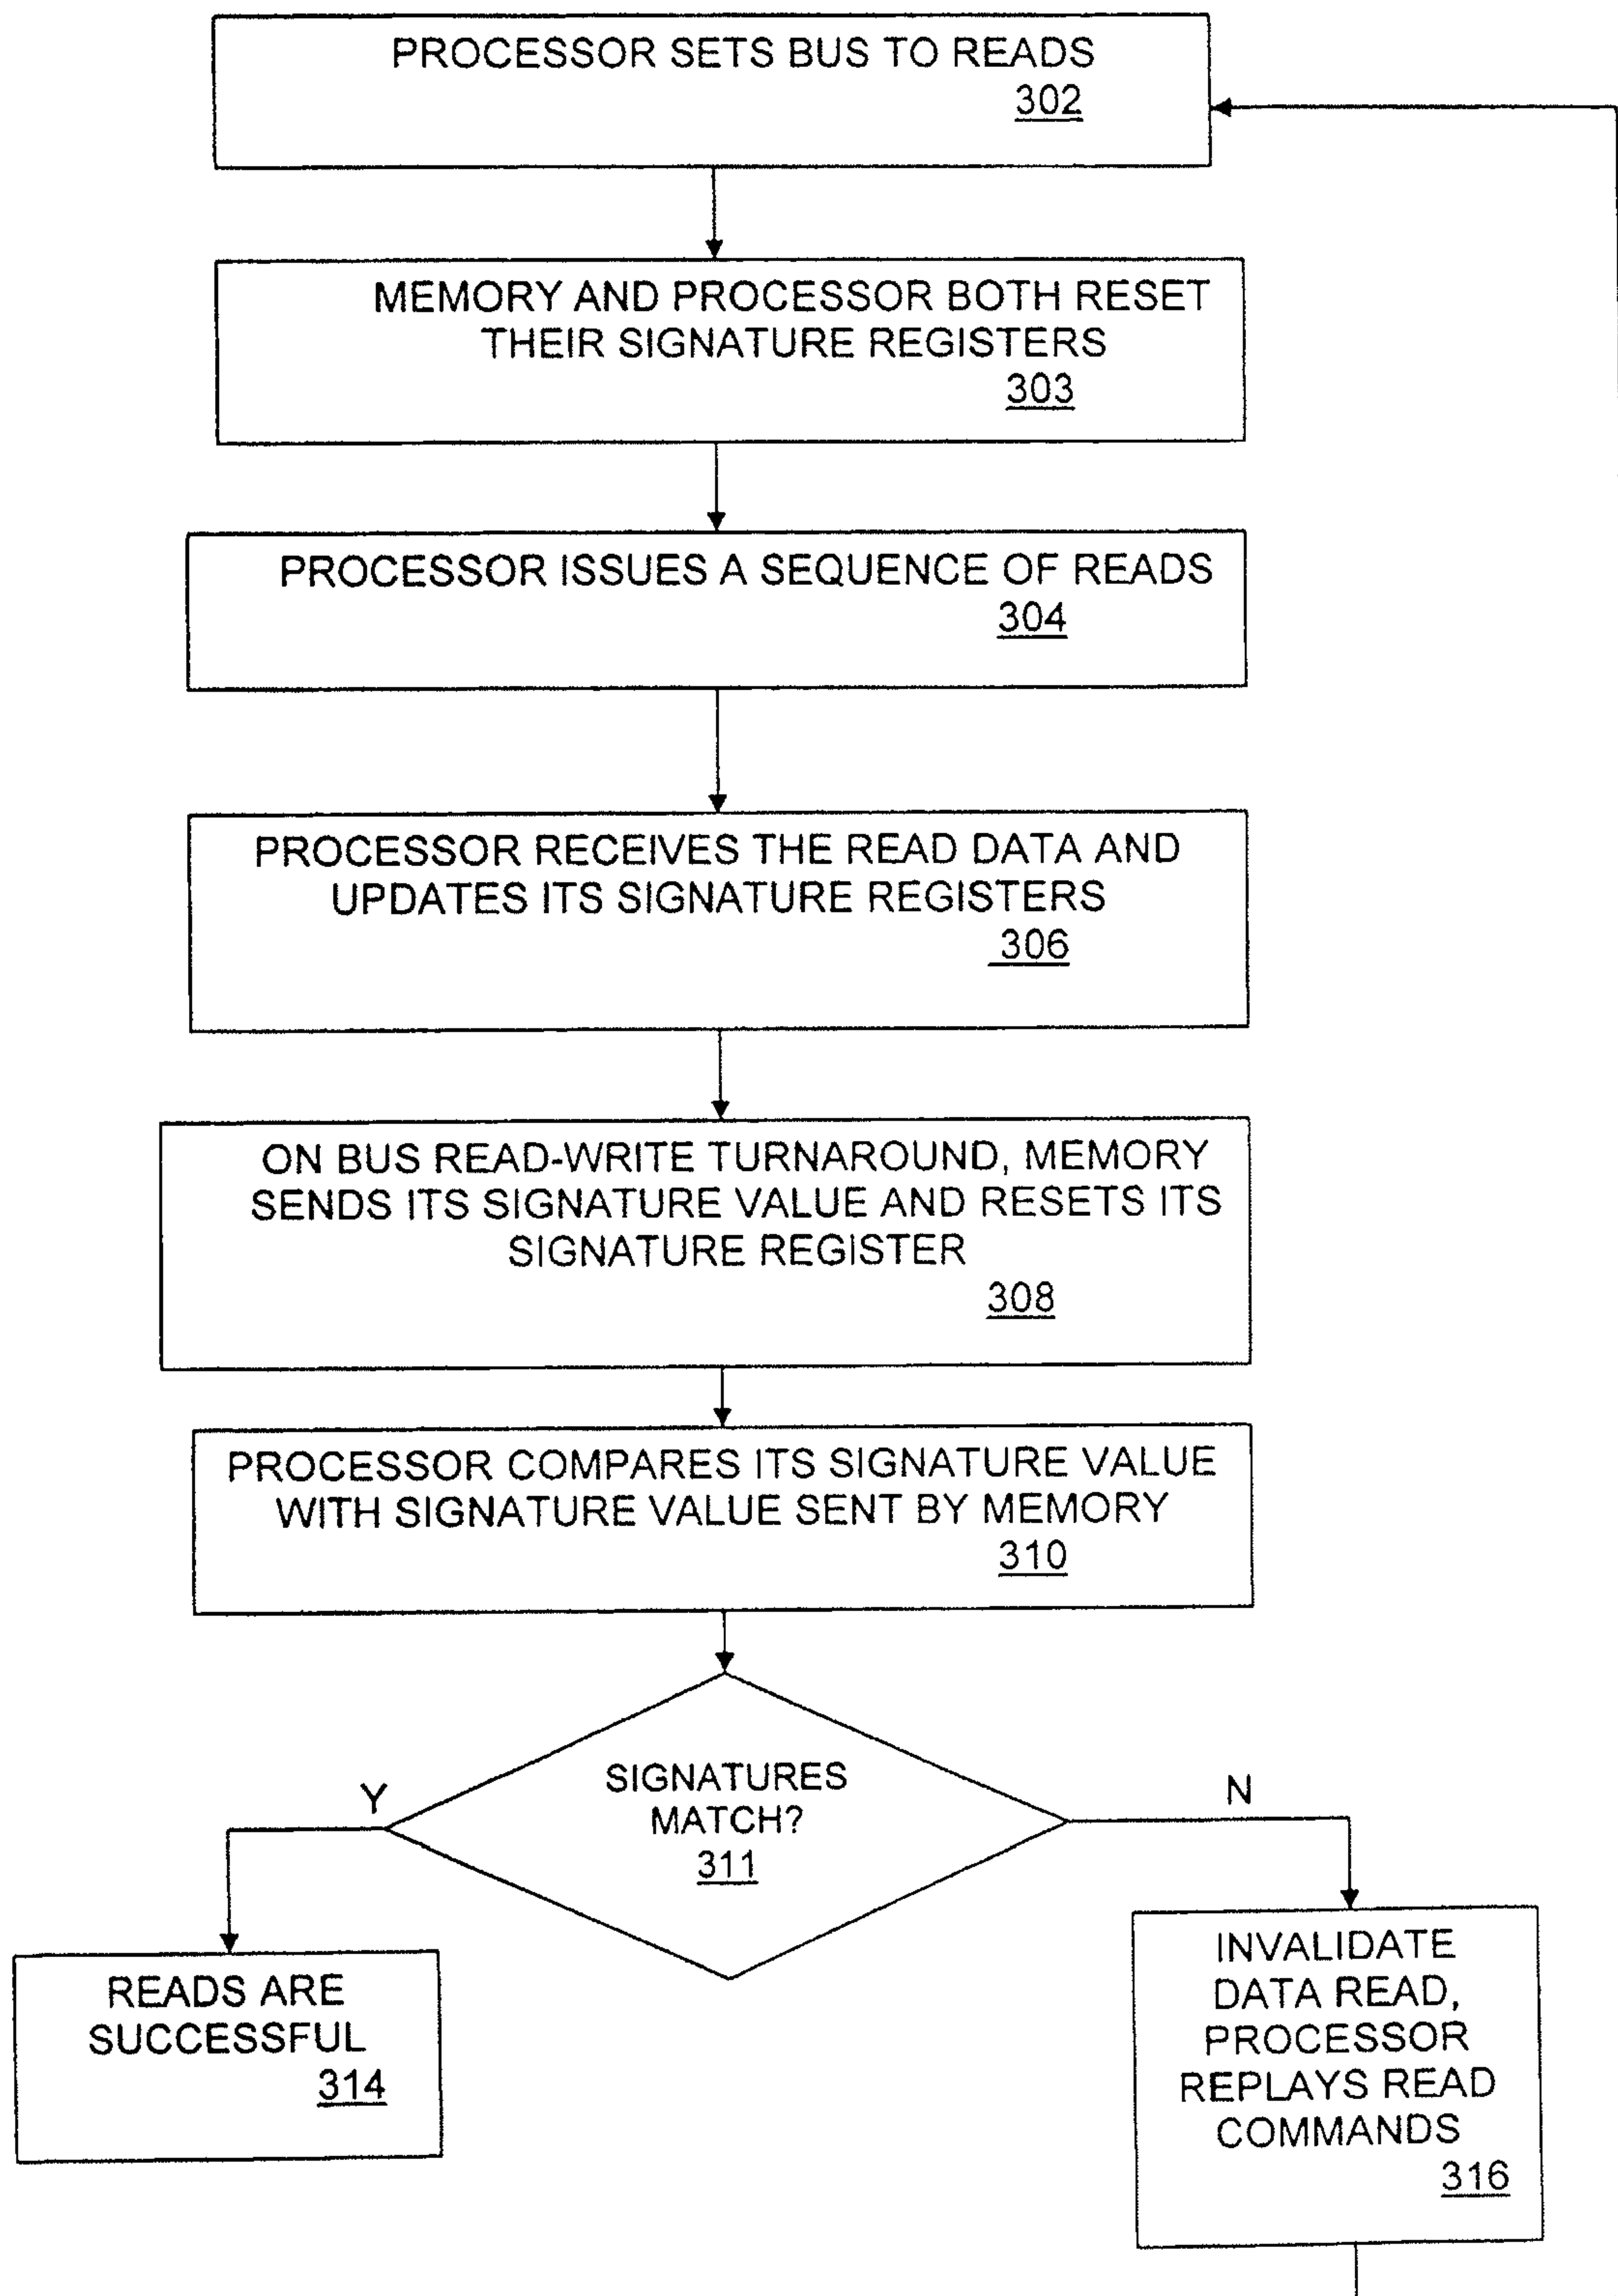 PROCESSOR SETS BUS TO READS
302
MEMORY AND PROCESSOR BOTH RESET
THEIR SIGNATURE REGISTERS
303
PROCESSOR ISSUES A SEQUENCE OF READS
304
PROCESSOR RECEIVES THE READ DATA AND
UPDATES ITS SIGNATURE REGISTERS
306
ON BUS READ-WRITE TURNAROUND, MEMORY
SENDS ITS SIGNATURE VALUE AND RESETS ITS
SIGNATURE REGISTER
308
PROCESSOR COMPARES ITS SIGNATURE VALUE
WITH SIGNATURE VALUE SENT BY MEMORY
310
SIGNATURES
MATCH?
311
Y
N
READS ARE
SUCCESSFUL
314
INVALIDATE
DATA READ,
PROCESSOR
REPLAYS READ
COMMANDS
316